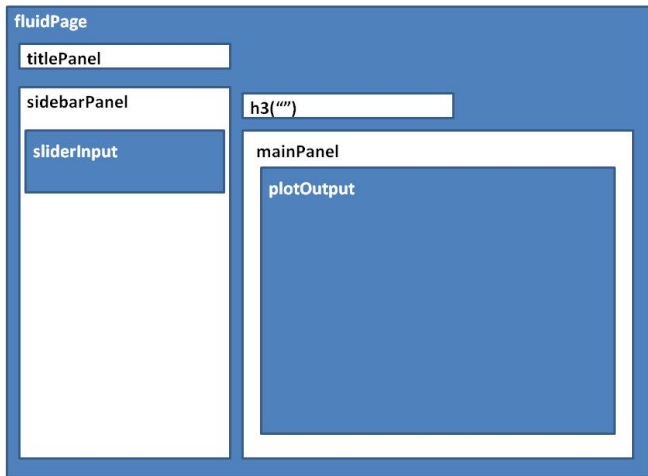 fluidPage
titlePanel
sidebarPanel
sliderInput
h3(“”)
mainPanel
plotOutput